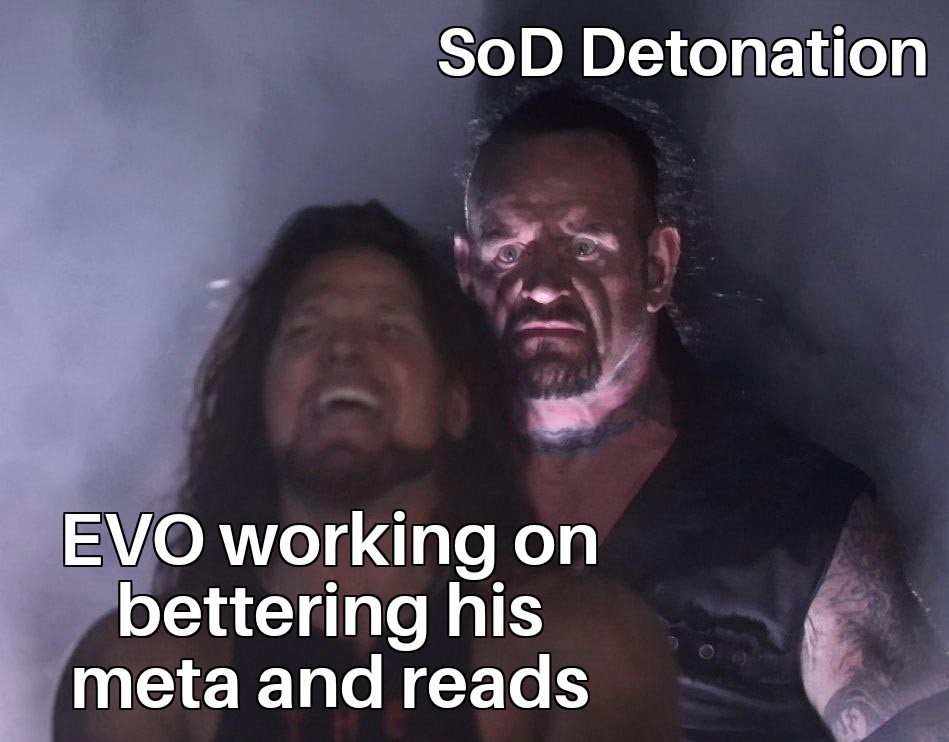 SoD Detonation
EVO working on
bettering his
meta and reads